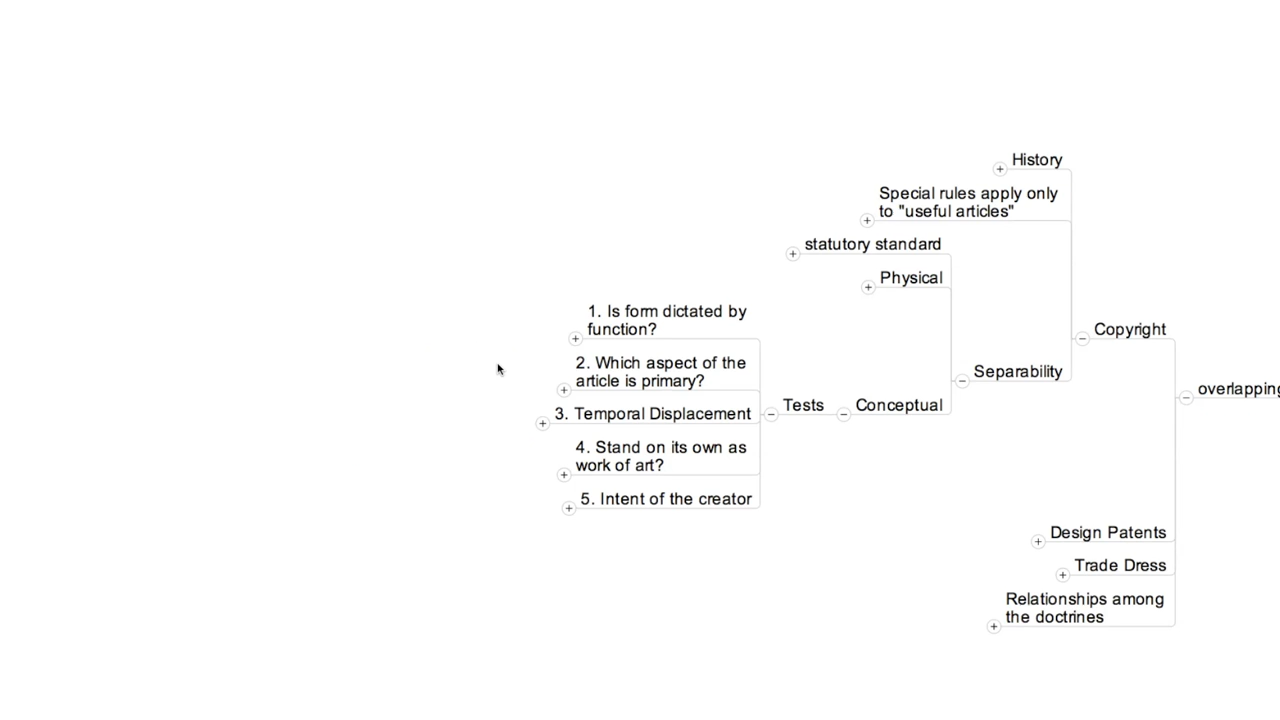 History
Special rules apply only
to "useful articles"
statutory standard
Physical
1. Is form dictated by
function?
Copyright
2. Which aspect of the
article is primary?
Separability
overlapping
Tests
Conceptual
3. Temporal Displacement
4. Stand on its own as
work of art?
5. Intent of the creator
Design Patents
Trade Dress
Relationships among
the doctrines